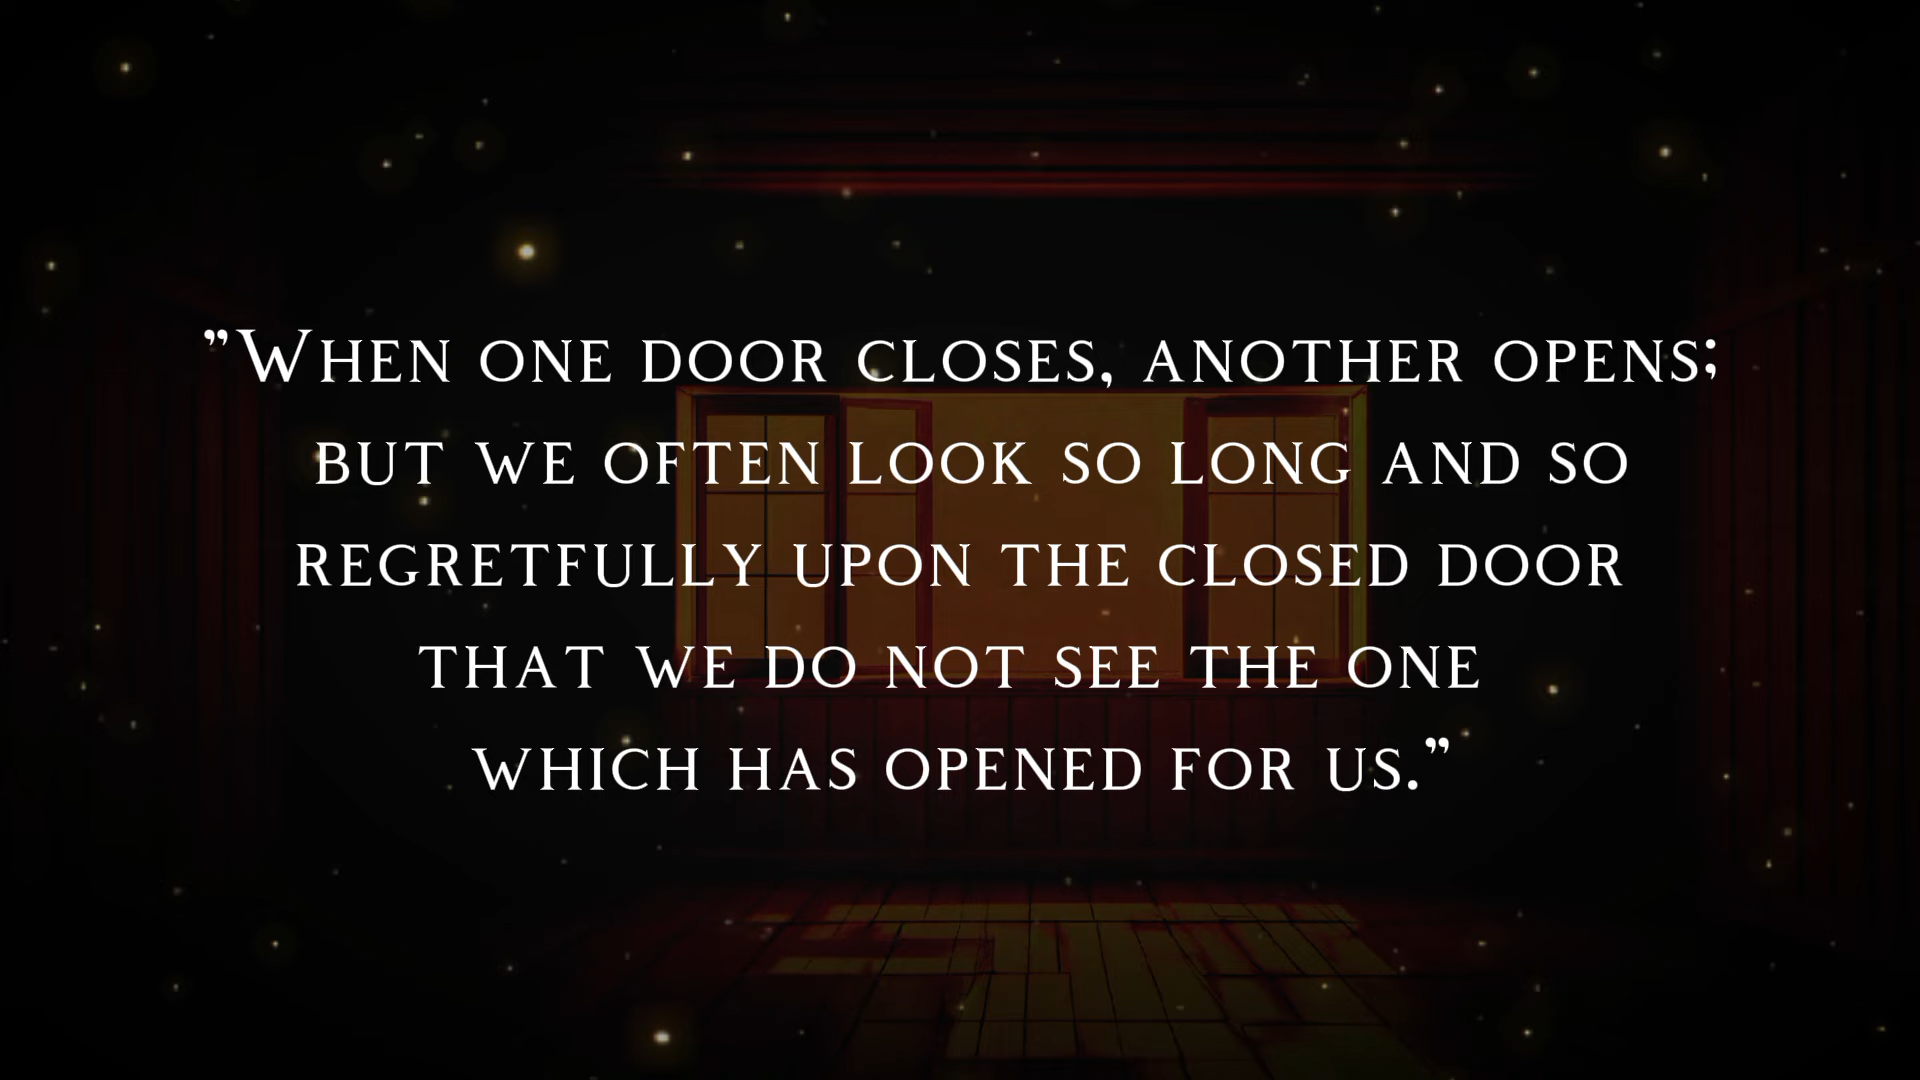 ”When one door closes, another opens;
but we often look so long and so
regretfully upon the closed door
that we do not see the one
which has opened for us.”